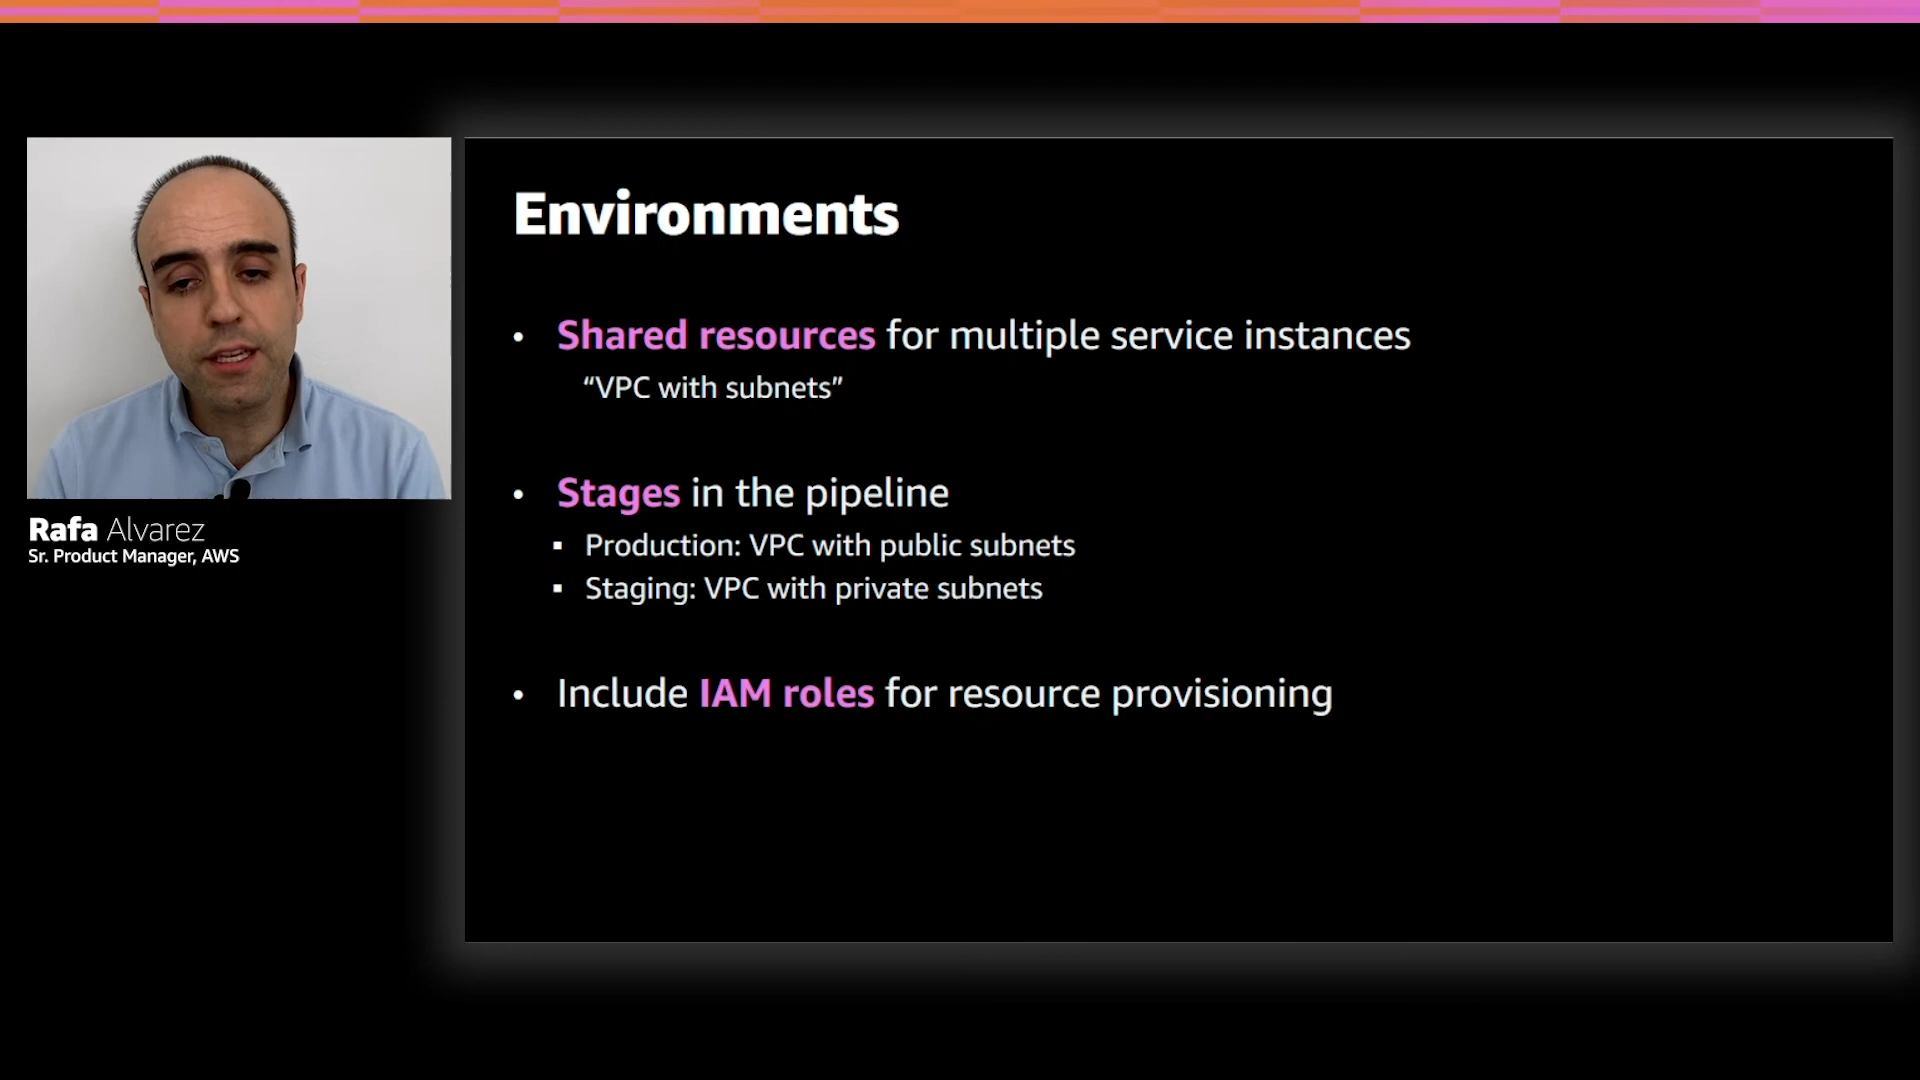 Rafa Alvarez
Sr. Product Manager, AWS
Environments
• Shared resources for multiple service instances
“VPC with subnets”
• Stages in the pipeline
▪ Production: VPC with public subnets
▪ Staging: VPC with private subnets
• Include IAM roles for resource provisioning